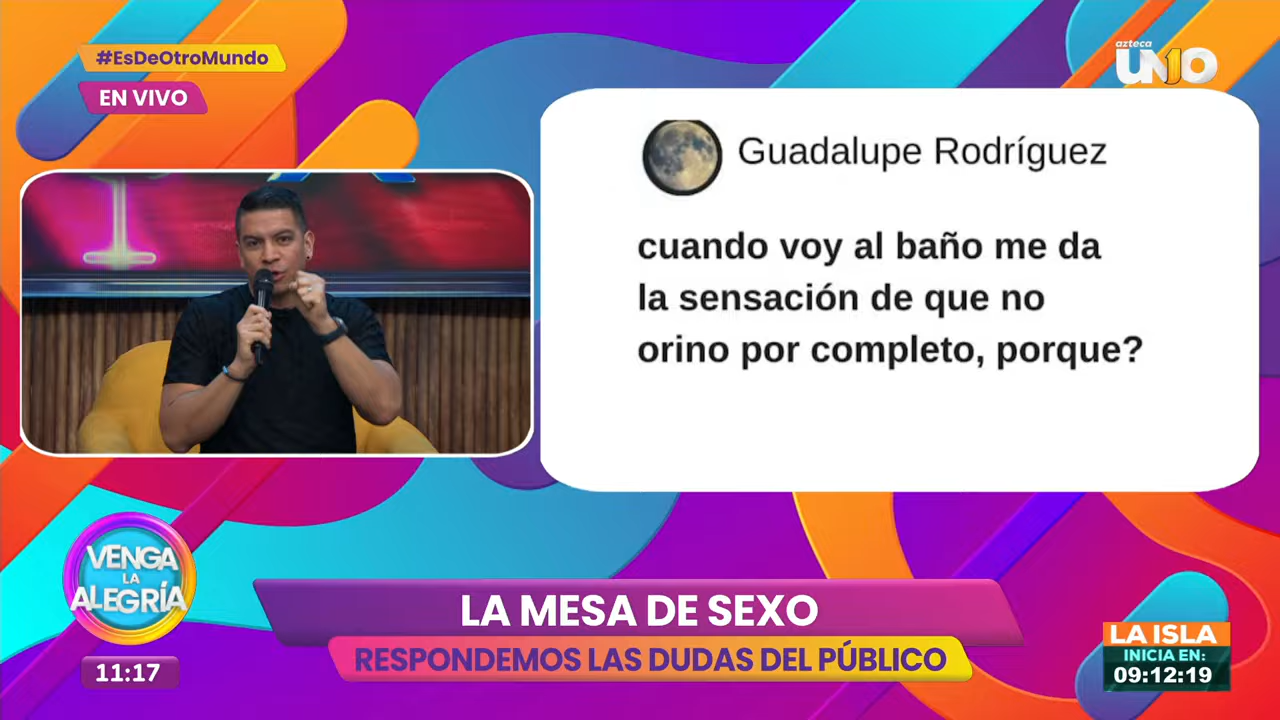 #EsDeOtroMundo
EN VIVO
azteca
UNO
Guadalupe Rodríguez
cuando voy al baño me da
la sensación de que no
orino por completo, porque?
VENGA
LA
ALEGRÍA
11:17
LA MESA DE SEXO
RESPONDEMOS LAS DUDAS DEL PÚBLICO
LA ISLA
INICIA EN:
09:12:19